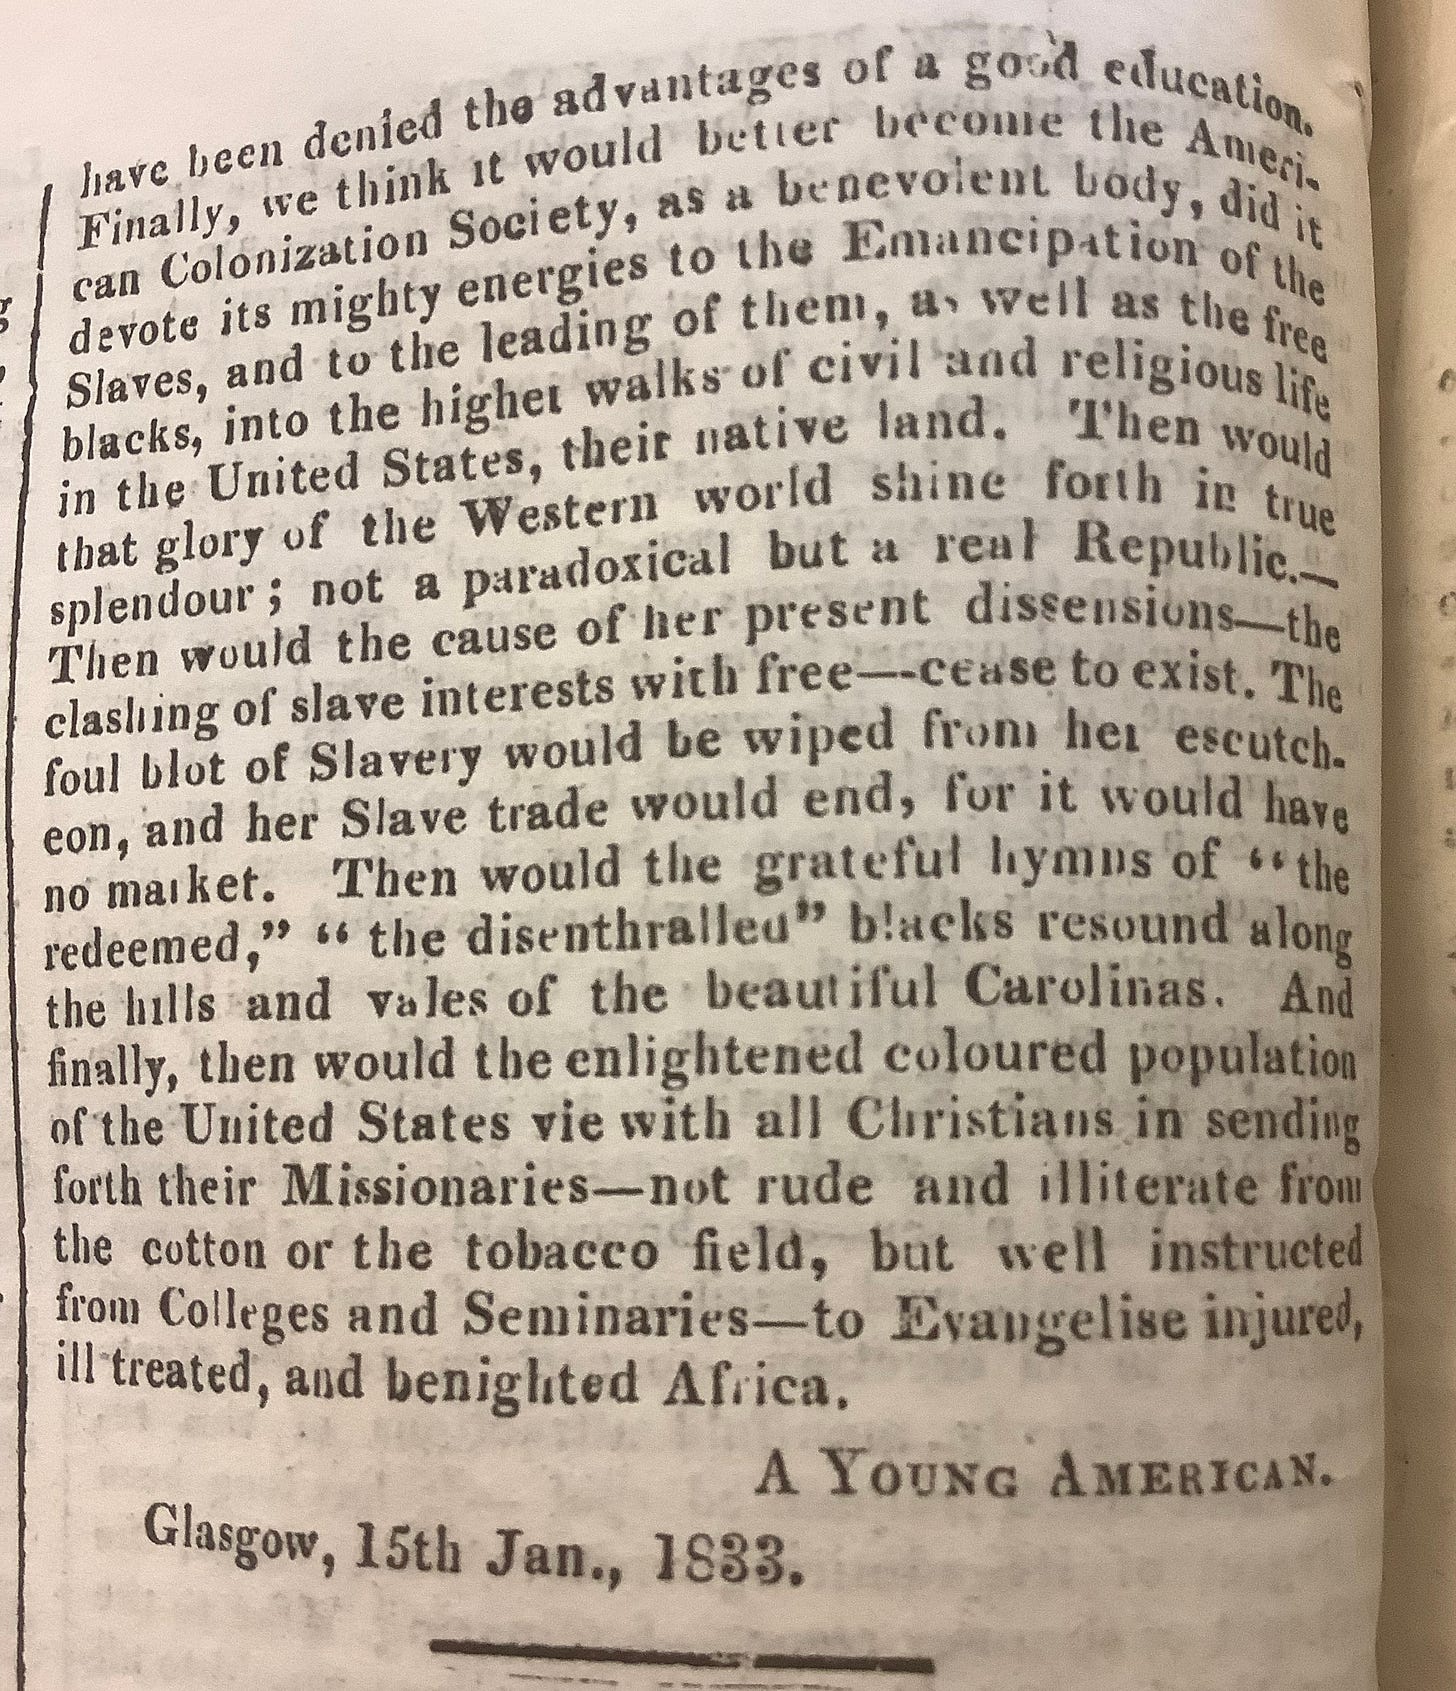 have been denied the advantages of a good education.
Finally, we think it would better become the Ameri-
can Colonization Society, as a benevolent body, did it
devote its mighty energies to the Emancipation of the
Slaves, and to the leading of them, as well as the free
blacks, into the higher walks of civil and religious life
in the United States, their native land. Then would
that glory of the Western world shine forth in true
splendour; not a paradoxical but a real Republic.—
Then would the cause of her present dissensions—the
clashing of slave interests with free—-cease to exist. The
foul blot of Slavery would be wiped from her escutch-
eon, and her Slave trade would end, for it would have
no market. Then would the grateful hymns of "the
redeemed," "the disenthralled" blacks resound along
the hills and vales of the beautiful Carolinas. And
finally, then would the enlightened coloured population
of the United States vie with all Christians in sending
forth their Missionaries—not rude and illiterate from
the cotton or the tobacco field, but well instructed
from Colleges and Seminaries—to Evangelise injured,
ill treated, and benighted Africa.
A YOUNG AMERICAN.
Glasgow, 15th Jan., 1833.